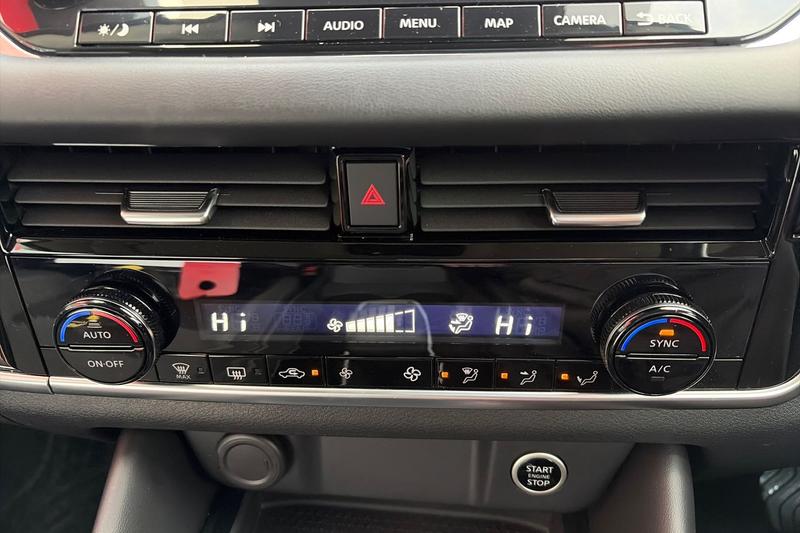 AUDIO MENU MAP CAMERA BACK
Hi Hi
AUTO
ON·OFF
SYNC
A/C
MAX
START
ENGINE
STOP